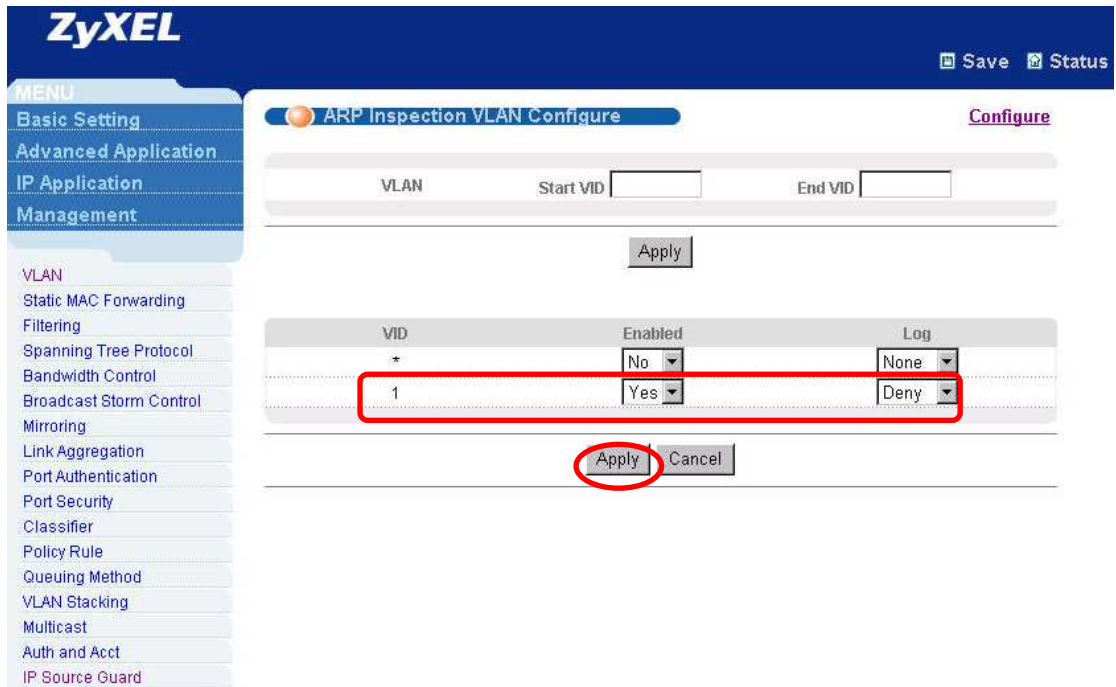 ZyXEL
Save Status
MENU
Basic Setting
Advanced Application
IP Application
Management
VLAN
Static MAC Forwarding
Filtering
Spanning Tree Protocol
Bandwidth Control
Broadcast Storm Control
Mirroring
Link Aggregation
Port Authentication
Port Security
Classifier
Policy Rule
Queuing Method
VLAN Stacking
Multicast
Auth and Acct
IP Source Guard
ARP Inspection VLAN Configure Configure
VLAN Start VID End VID
Apply
VID Enabled Log
* No None
1 Yes Deny
Apply Cancel